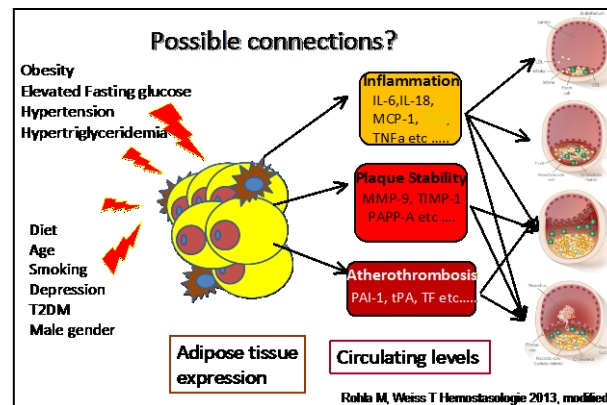 Possible connections?
Obesity
Elevated Fasting glucose
Hypertension
Hypertriglyceridemia
Diet
Age
Smoking
Depression
T2DM
Male gender
Inflammation
IL-6,IL-18,
MCP-1,
TNFa etc .....
Plaque Stability
MMP-9, TIMP-1
PAPP-A etc ....
Atherothrombosis
PAI-1, tPA, TF etc.....
Adipose tissue
expression
Circulating levels
Rohla M, Weiss T Hemostasologie 2013, modified